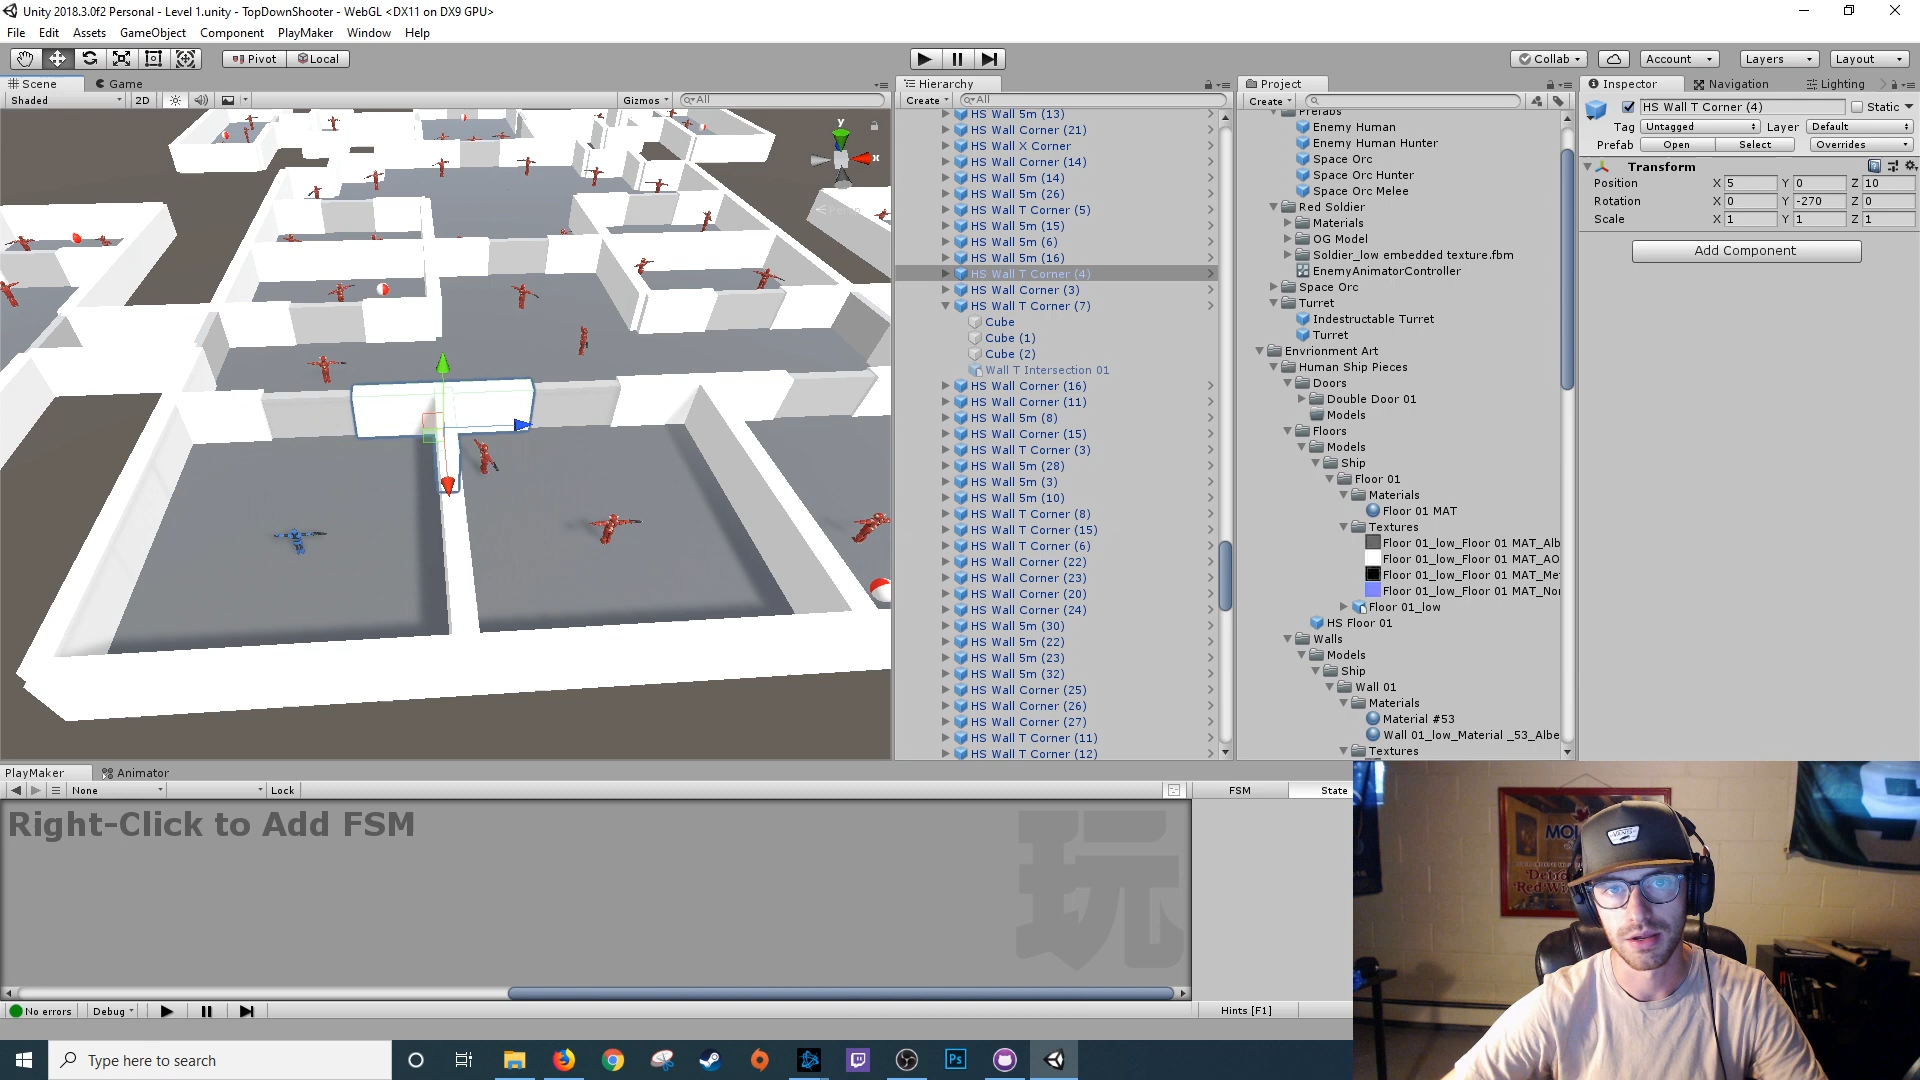 Unity 2018.3.0f2 Personal - Level 1.unity - TopDownShooter - WebGL <DX11 on DX9 GPU>
File Edit Assets GameObject Component PlayMaker Window Help
Pivot Local
Collab Account Layers Layout
Scene Game
Shaded 2D Gizmos All
y
x
Hierarchy
Create All
HS Wall 5m (13)
HS Wall Corner (21)
HS Wall X Corner
HS Wall Corner (14)
HS Wall 5m (14)
HS Wall 5m (26)
HS Wall T Corner (5)
HS Wall 5m (15)
HS Wall 5m (6)
HS Wall 5m (16)
HS Wall T Corner (4)
HS Wall Corner (3)
HS Wall T Corner (7)
Cube
Cube (1)
Cube (2)
Wall T Intersection 01
HS Wall Corner (16)
HS Wall Corner (11)
HS Wall 5m (8)
HS Wall Corner (15)
HS Wall T Corner (3)
HS Wall 5m (28)
HS Wall 5m (3)
HS Wall 5m (10)
HS Wall T Corner (8)
HS Wall T Corner (15)
HS Wall T Corner (6)
HS Wall Corner (22)
HS Wall Corner (23)
HS Wall Corner (20)
HS Wall Corner (24)
HS Wall 5m (30)
HS Wall 5m (22)
HS Wall 5m (23)
HS Wall 5m (32)
HS Wall Corner (25)
HS Wall Corner (26)
HS Wall Corner (27)
HS Wall T Corner (11)
HS Wall T Corner (12)
Project
Create
Prefabs
Enemy Human
Enemy Human Hunter
Space Orc
Space Orc Hunter
Space Orc Melee
Red Soldier
Materials
OG Model
Soldier_low embedded texture.fbm
EnemyAnimatorController
Space Orc
Turret
Indestructable Turret
Turret
Envrionment Art
Human Ship Pieces
Doors
Double Door 01
Models
Floors
Models
Ship
Floor 01
Materials
Floor 01 MAT
Textures
Floor 01_low_Floor 01 MAT_Alb
Floor 01_low_Floor 01 MAT_AO
Floor 01_low_Floor 01 MAT_Me
Floor 01_low_Floor 01 MAT_Nor
Floor 01_low
HS Floor 01
Walls
Models
Ship
Wall 01
Materials
Material #53
Wall 01_low_Material _53_Albe
Textures
Inspector Navigation Lighting
HS Wall T Corner (4) Static
Tag Untagged Layer Default
Prefab Open Select Overrides
Transform
Position X 5 Y 0 Z 10
Rotation X 0 Y -270 Z 0
Scale X 1 Y 1 Z 1
Add Component
PlayMaker Animator
None Lock FSM State
Right-Click to Add FSM
玩
No errors Debug Hints [F1]
Type here to search
Ps
VANS
Detro
Red Wi